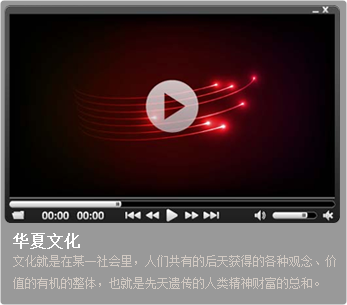 00:00 00:00
华夏文化
文化就是在某一社会里，人们共有的后天获得的各种观念、价
值的有机的整体，也就是先天遗传的人类精神财富的总和。